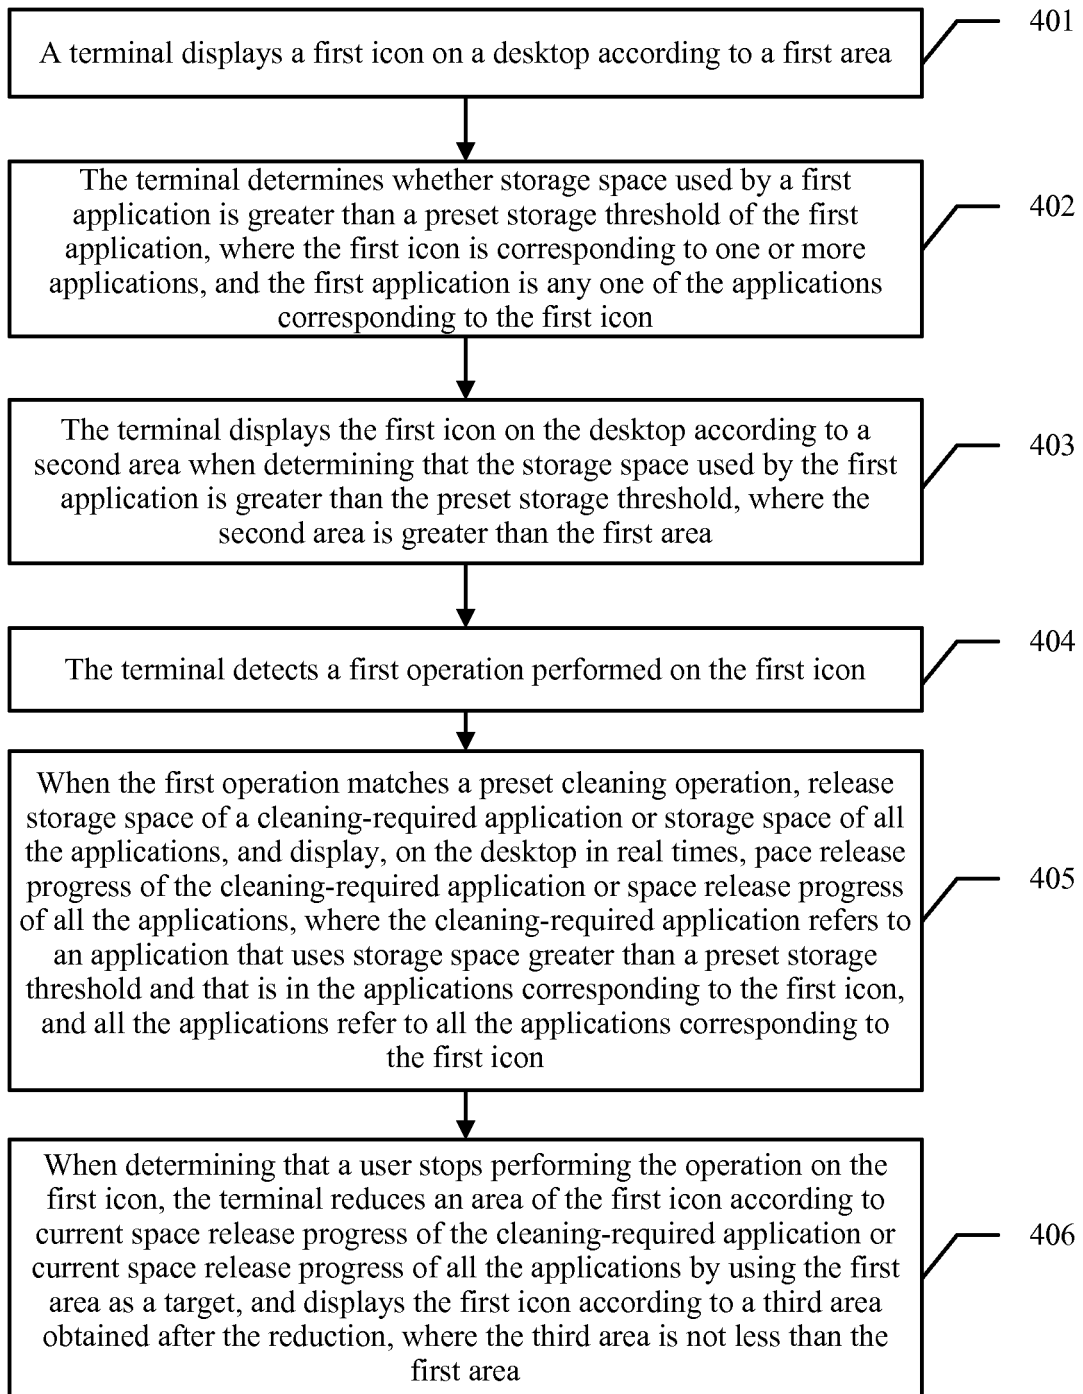 A terminal displays a first icon on a desktop according to a first area
401
The terminal determines whether storage space used by a first
application is greater than a preset storage threshold of the first
application, where the first icon is corresponding to one or more
applications, and the first application is any one of the applications
corresponding to the first icon
402
The terminal displays the first icon on the desktop according to a
second area when determining that the storage space used by the first
application is greater than the preset storage threshold, where the
second area is greater than the first area
403
The terminal detects a first operation performed on the first icon
404
When the first operation matches a preset cleaning operation, release
storage space of a cleaning-required application or storage space of all
the applications, and display, on the desktop in real times, pace release
progress of the cleaning-required application or space release progress
of all the applications, where the cleaning-required application refers to
an application that uses storage space greater than a preset storage
threshold and that is in the applications corresponding to the first icon,
and all the applications refer to all the applications corresponding to
the first icon
405
When determining that a user stops performing the operation on the
first icon, the terminal reduces an area of the first icon according to
current space release progress of the cleaning-required application or
current space release progress of all the applications by using the first
area as a target, and displays the first icon according to a third area
obtained after the reduction, where the third area is not less than the
first area
406